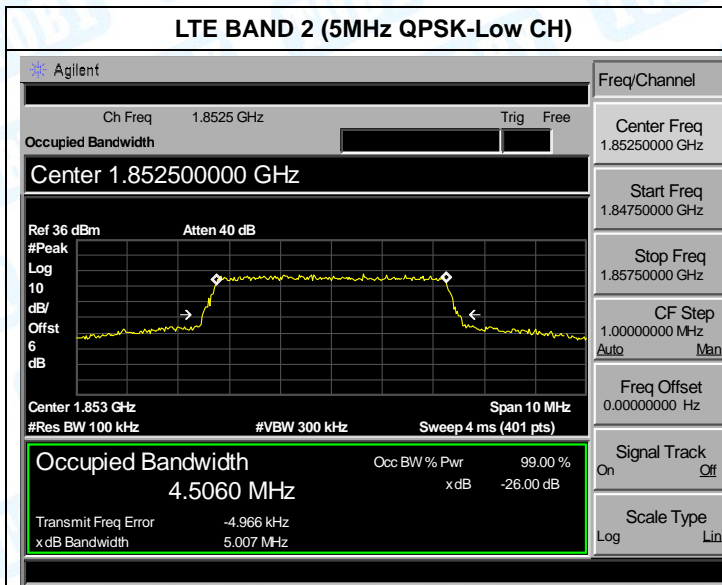 LTE BAND 2 (5MHz QPSK-Low CH)
Agilent
Freq/Channel
Ch Freq 1.8525 GHz Trig Free
Occupied Bandwidth
Center 1.852500000 GHz
Ref 36 dBm Atten 40 dB
#Peak
Log
10
dB/
Offst
6
dB
Center 1.853 GHz Span 10 MHz
#Res BW 100 kHz #VBW 300 kHz Sweep 4 ms (401 pts)
Occupied Bandwidth Occ BW % Pwr 99.00 %
4.5060 MHz x dB -26.00 dB
Transmit Freq Error -4.966 kHz
x dB Bandwidth 5.007 MHz
Center Freq
1.85250000 GHz
Start Freq
1.84750000 GHz
Stop Freq
1.85750000 GHz
CF Step
1.00000000 MHz
Auto Man
Freq Offset
0.00000000 Hz
Signal Track
On Off
Scale Type
Log Lin